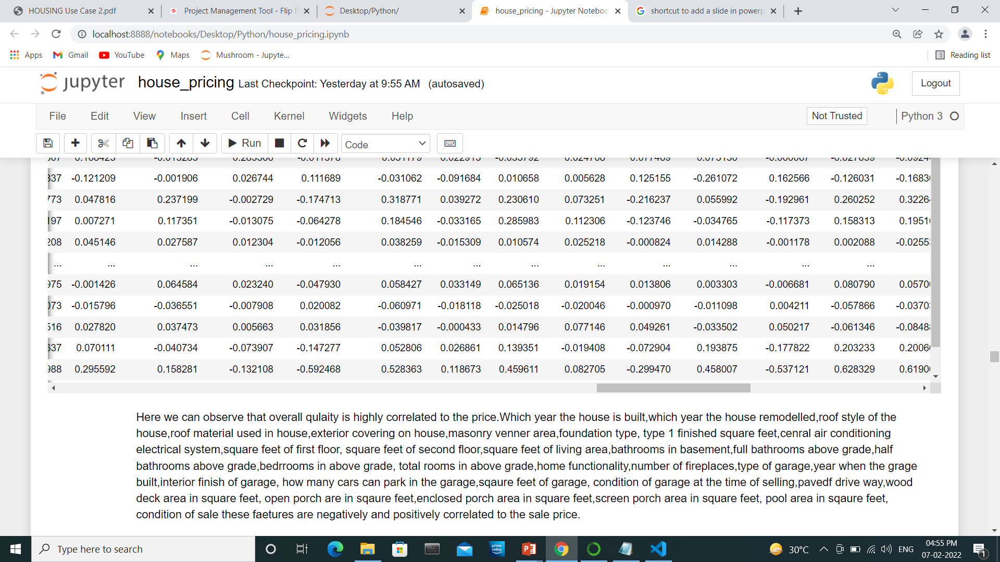 HOUSING Use Case 2.pdf
Project Management Tool - Flip R
Desktop/Python/
house_pricing - Jupyter Noteboo
shortcut to add a slide in powerp
localhost:8888/notebooks/Desktop/Python/house_pricing.ipynb
Apps Gmail YouTube Maps Mushroom - Jupyte... Reading list
jupyter house_pricing Last Checkpoint: Yesterday at 9:55 AM (autosaved) Logout
File Edit View Insert Cell Kernel Widgets Help Not Trusted Python 3
Run Code
337 -0.121209 -0.001906 0.026744 0.111689 -0.031062 -0.091684 0.010658 0.005628 0.125155 -0.261072 0.162566 -0.126031 -0.1683
773 0.047816 0.237199 -0.002729 -0.174713 0.318771 0.039272 0.230610 0.073251 -0.216237 0.055992 -0.192961 0.260252 0.3226
197 0.007271 0.117351 -0.013075 -0.064278 0.184546 -0.033165 0.285983 0.112306 -0.123746 -0.034765 -0.117373 0.158313 0.1951
208 0.045146 0.027587 0.012304 -0.012056 0.038259 -0.015309 0.010574 0.025218 -0.000824 0.014288 -0.001178 0.002088 -0.0255
... ... ... ... ... ... ... ... ... ... ... ... ...
975 -0.001426 0.064584 0.023240 -0.047930 0.058427 0.033149 0.065136 0.019154 0.013806 0.003303 -0.006681 0.080790 0.0570
073 -0.015796 -0.036551 -0.007908 0.020082 -0.060971 -0.018118 -0.025018 -0.020046 -0.000970 -0.011098 0.004211 -0.057866 -0.0370
516 0.027820 0.037473 0.005663 0.031856 -0.039817 -0.000433 0.014796 0.077146 0.049261 -0.033502 0.050217 -0.061346 -0.0848
637 0.070111 -0.040734 -0.073907 -0.147277 0.052806 0.026861 0.139351 -0.019408 -0.072904 0.193875 -0.177822 0.203233 0.2006
988 0.295592 0.158281 -0.132108 -0.592468 0.528363 0.118673 0.459611 0.082705 -0.299470 0.458007 -0.537121 0.628329 0.6190
Here we can observe that overall qulaity is highly correlated to the price.Which year the house is built,which year the house remodelled,roof style of the
house,roof material used in house,exterior covering on house,masonry venner area,foundation type, type 1 finished square feet,cenral air conditioning
electrical system,square feet of first floor, square feet of second floor,square feet of living area,bathrooms in basement,full bathrooms above grade,half
bathrooms above grade,bedrrooms in above grade, total rooms in above grade,home functionality,number of fireplaces,type of garage,year when the grage
built,interior finish of garage, how many cars can park in the garage,sqaure feet of garage, condition of garage at the time of selling,pavedf drive way,wood
deck area in square feet, open porch are in sqaure feet,enclosed porch area in square feet,screen porch area in square feet, pool area in sqaure feet,
condition of sale these faetures are negatively and positively correlated to the sale price.
Type here to search
prime video
30°C ENG
04:55 PM
07-02-2022
1